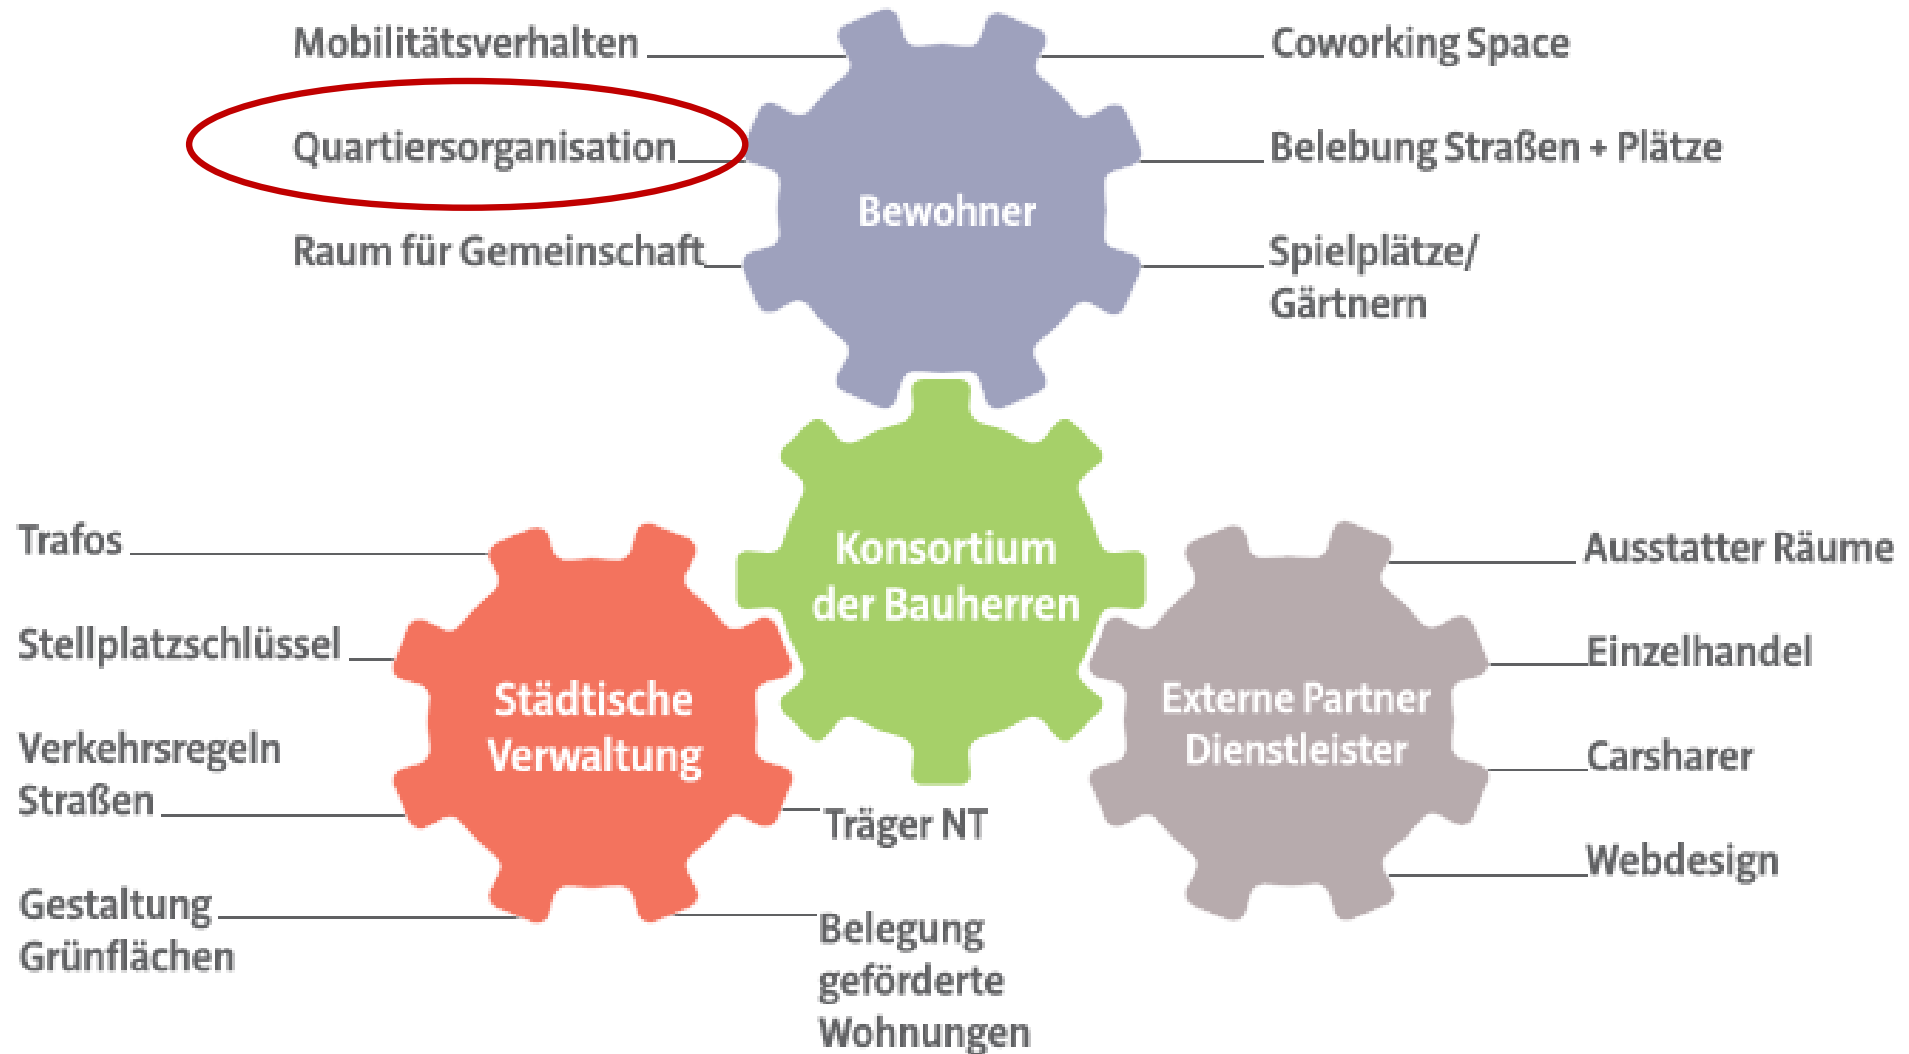 Mobilitätsverhalten
Quartiersorganisation
Raum für Gemeinschaft
Bewohner
Coworking Space
Belebung Straßen + Plätze
Spielplätze/
Gärtnern
Konsortium
der Bauherren
Trafos
Stellplatzschlüssel
Verkehrsregeln
Straßen
Gestaltung
Grünflächen
Städtische
Verwaltung
Träger NT
Belegung
geförderte
Wohnungen
Externe Partner
Dienstleister
Ausstatter Räume
Einzelhandel
Carsharer
Webdesign